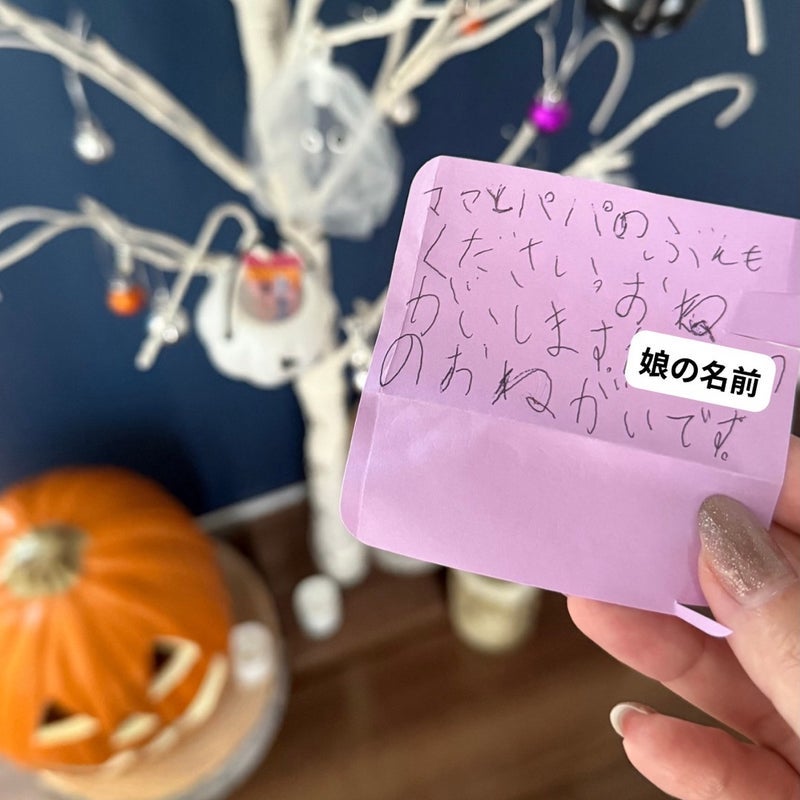 ママとパパのぶ
ください。ぶんも
がいします。おね
娘の名前
のおねがいです。